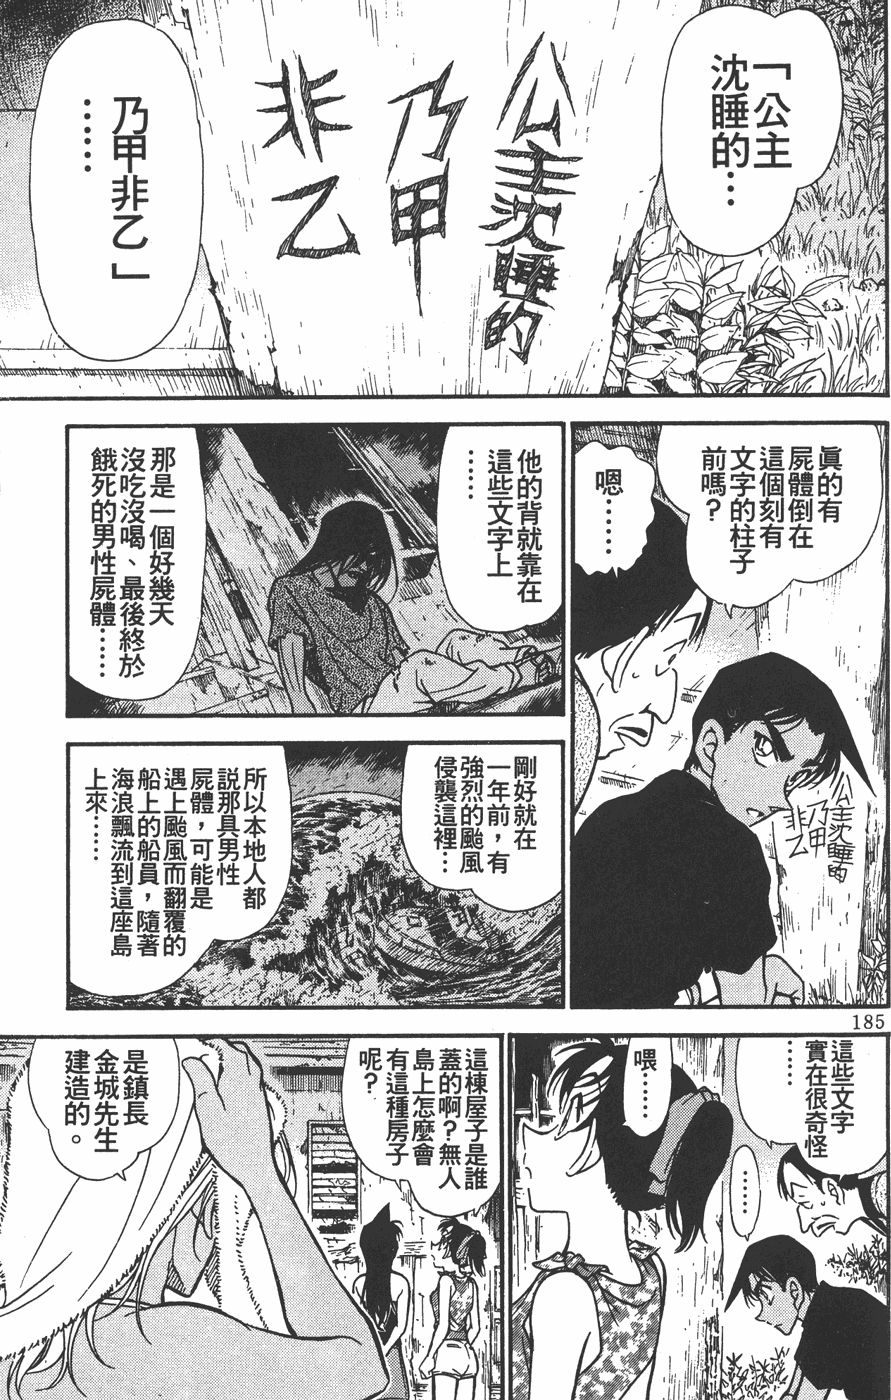 「公主
沈睡的…
公主沈睡的
乃甲
非乙
乃甲非乙」
……
真的有
屍體倒在
這個刻有
文字的柱子
前嗎？
嗯……
公主沈睡的
乃甲
非乙
他的背就靠在
這些文字上
……
那是一個好幾天
沒吃沒喝、最後終於
餓死的男性屍體……
剛好就在
一年前，有
強烈的颱風
侵襲這裡…
所以本地人都
說那具男性
屍體，可能是
遇上颱風而翻覆的
船上的船員，隨著
海浪飄流到這座島
上來……
185
這些文字
實在很奇怪
……
……
喂……
這棟屋子是誰
蓋的啊？無人
島上怎麼會
有這種房子
呢？
是鎮長
金城先生
建造的。